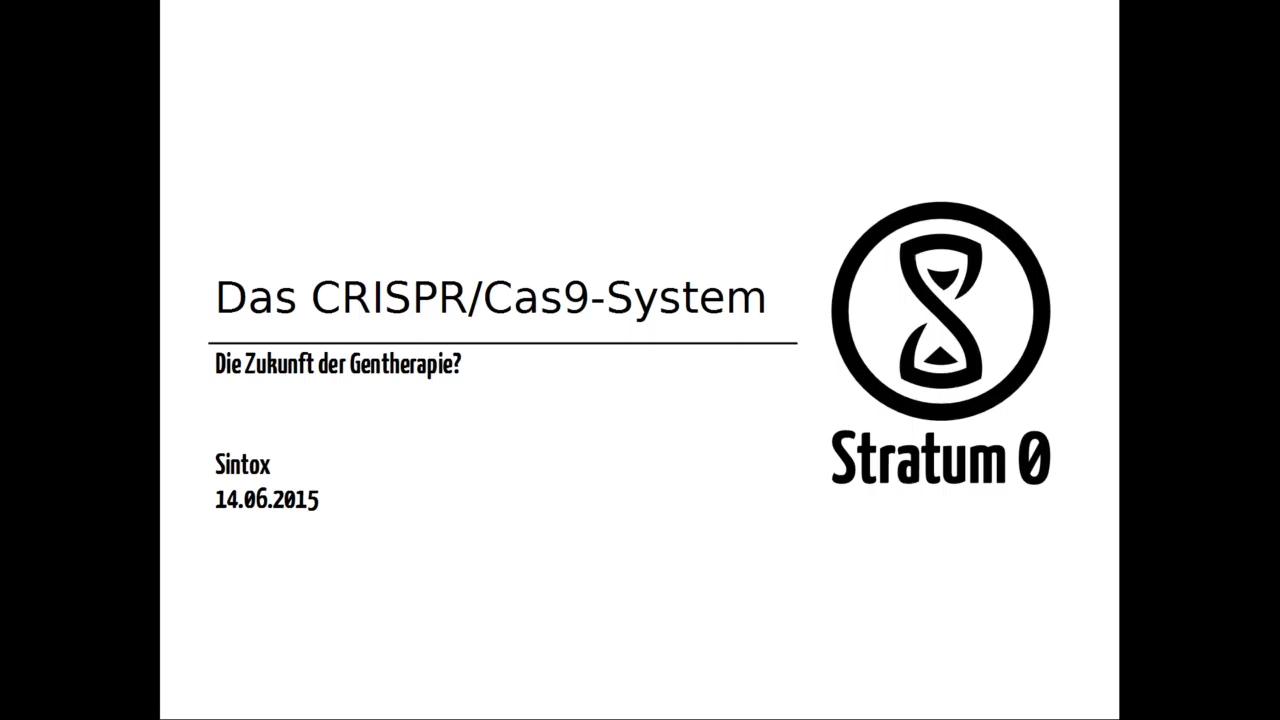 Das CRISPR/Cas9-System
Die Zukunft der Gentherapie?
Sintox
14.06.2015
Stratum 0